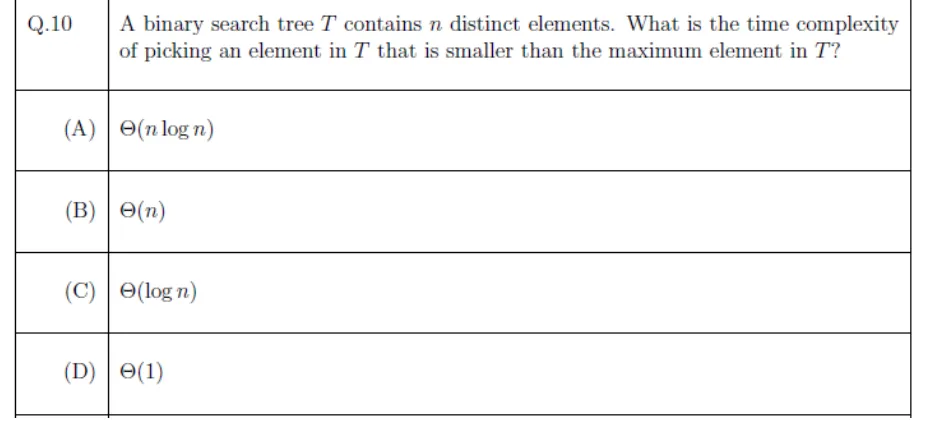 Q.10 A binary search tree T contains n distinct elements. What is the time complexity
of picking an element in T that is smaller than the maximum element in T?
(A) Θ(n log n)
(B) Θ(n)
(C) Θ(log n)
(D) Θ(1)